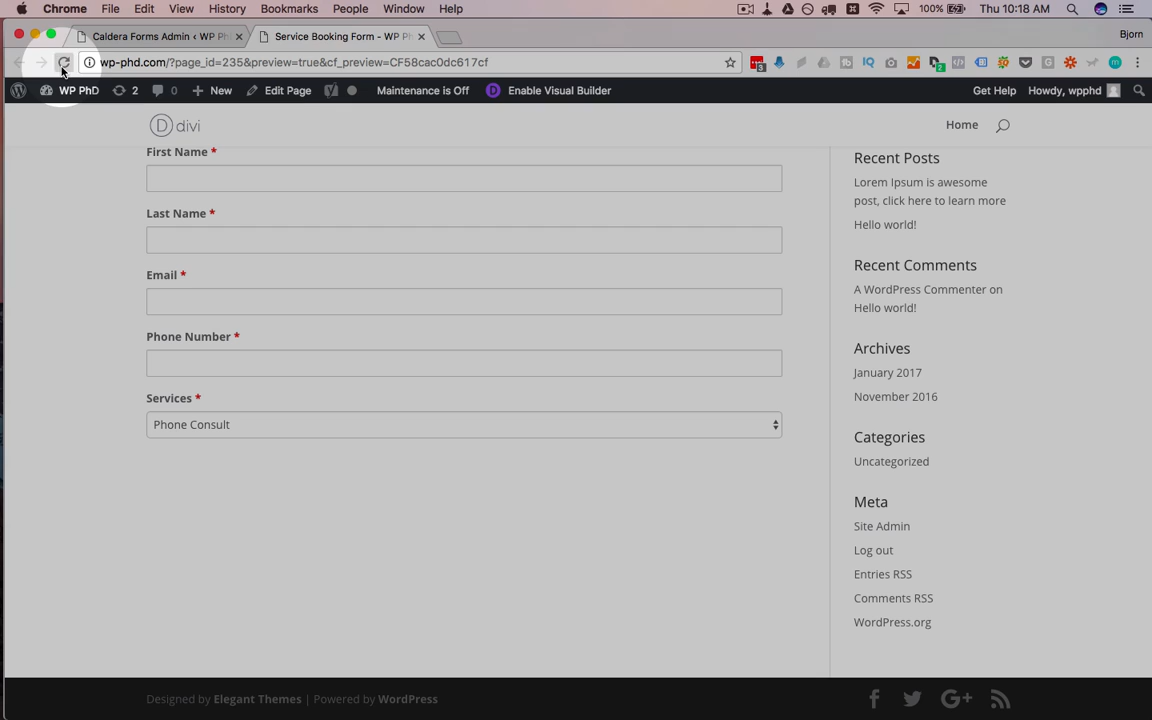 Chrome File Edit View History Bookmarks People Window Help 100% Thu 10:18 AM
Caldera Forms Admin ‹ WP Ph Service Booking Form - WP P Bjorn
wp-phd.com/?page_id=235&preview=true&cf_preview=CF58cac0dc617cf
WP PhD 2 0 New Edit Page Maintenance is Off D Enable Visual Builder Get Help Howdy, wpphd
D divi Home
First Name *
Last Name *
Email *
Phone Number *
Services *
Phone Consult
Recent Posts
Lorem Ipsum is awesome
post, click here to learn more
Hello world!
Recent Comments
A WordPress Commenter on
Hello world!
Archives
January 2017
November 2016
Categories
Uncategorized
Meta
Site Admin
Log out
Entries RSS
Comments RSS
WordPress.org
Designed by Elegant Themes | Powered by WordPress